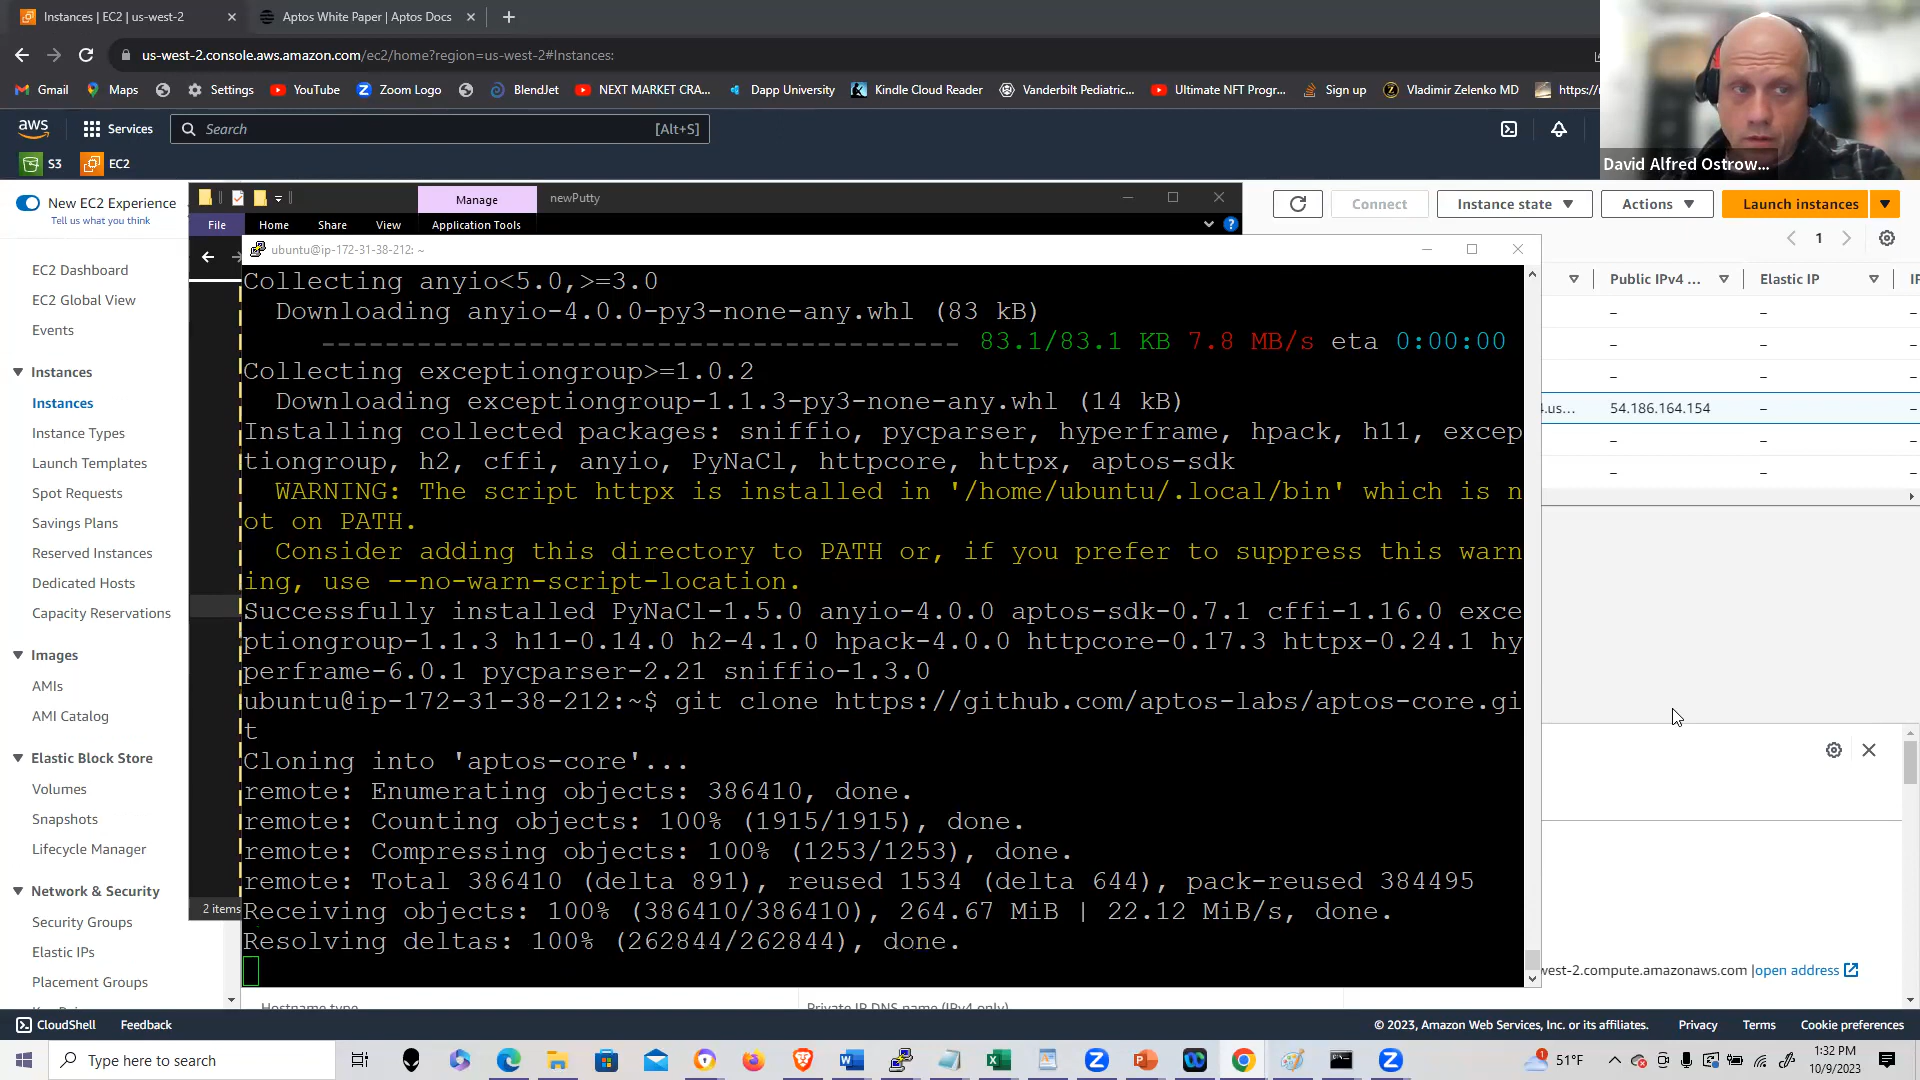 Instances | EC2 | us-west-2
Aptos White Paper | Aptos Docs
us-west-2.console.aws.amazon.com/ec2/home?region=us-west-2#Instances:
Gmail Maps Settings YouTube Zoom Logo BlendJet NEXT MARKET CRA... Dapp University Kindle Cloud Reader Vanderbilt Pediatric... Ultimate NFT Progr... Sign up Vladimir Zelenko MD
aws Services Search [Alt+S]
David Alfred Ostrow...
S3 EC2
New EC2 Experience
Tell us what you think
Manage newPutty
File Home Share View Application Tools
Connect Instance state Actions Launch instances
1
ubuntu@ip-172-31-38-212: ~
EC2 Dashboard
EC2 Global View
Events
Instances
Instances
Instance Types
Launch Templates
Spot Requests
Savings Plans
Reserved Instances
Dedicated Hosts
Capacity Reservations
Images
AMIs
AMI Catalog
Elastic Block Store
Volumes
Snapshots
Lifecycle Manager
Network & Security
Security Groups
Elastic IPs
Placement Groups
2 items
Collecting anyio<5.0,>=3.0
Downloading anyio-4.0.0-py3-none-any.whl (83 kB)
---------------------------------------- 83.1/83.1 KB 7.8 MB/s eta 0:00:00
Collecting exceptiongroup>=1.0.2
Downloading exceptiongroup-1.1.3-py3-none-any.whl (14 kB)
Installing collected packages: sniffio, pycparser, hyperframe, hpack, h11, excep
tiongroup, h2, cffi, anyio, PyNaCl, httpcore, httpx, aptos-sdk
WARNING: The script httpx is installed in '/home/ubuntu/.local/bin' which is n
ot on PATH.
Consider adding this directory to PATH or, if you prefer to suppress this warn
ing, use --no-warn-script-location.
Successfully installed PyNaCl-1.5.0 anyio-4.0.0 aptos-sdk-0.7.1 cffi-1.16.0 exce
ptiongroup-1.1.3 h11-0.14.0 h2-4.1.0 hpack-4.0.0 httpcore-0.17.3 httpx-0.24.1 hy
perframe-6.0.1 pycparser-2.21 sniffio-1.3.0
ubuntu@ip-172-31-38-212:~$ git clone https://github.com/aptos-labs/aptos-core.gi
t
Cloning into 'aptos-core'...
remote: Enumerating objects: 386410, done.
remote: Counting objects: 100% (1915/1915), done.
remote: Compressing objects: 100% (1253/1253), done.
remote: Total 386410 (delta 891), reused 1534 (delta 644), pack-reused 384495
Receiving objects: 100% (386410/386410), 264.67 MiB | 22.12 MiB/s, done.
Resolving deltas: 100% (262844/262844), done.
Public IPv4 ... Elastic IP
–  –  –
–  –  –
–  –  –
54.186.164.154 –  –
–  –  –
–  –  –
west-2.compute.amazonaws.com |open address
Hostname type Private IP DNS name (IPv4 only)
CloudShell Feedback © 2023, Amazon Web Services, Inc. or its affiliates. Privacy Terms Cookie preferences
Type here to search
51°F
1:32 PM
10/9/2023